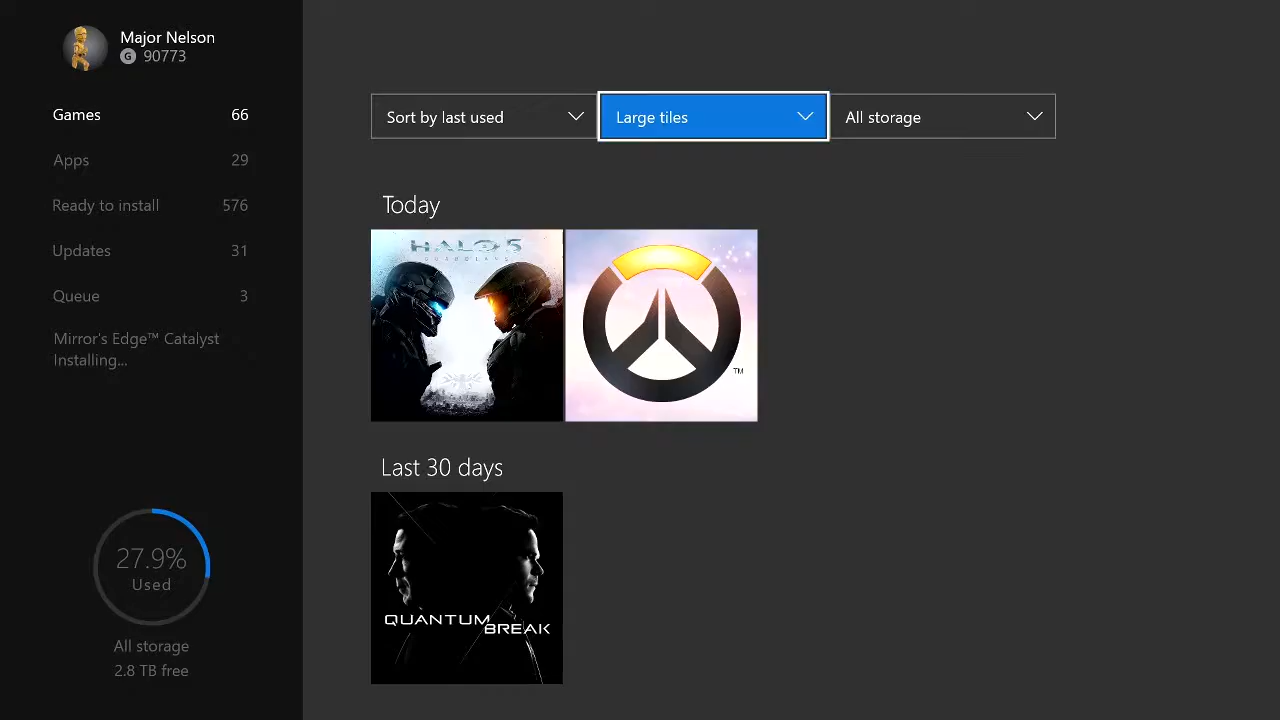 Major Nelson
G 90773
Games 66
Apps 29
Ready to install 576
Updates 31
Queue 3
Mirror's Edge™ Catalyst
Installing...
27.9%
Used
All storage
2.8 TB free
Sort by last used
Large tiles
All storage
Today
HALO 5
GUARDIANS
TM
Last 30 days
QUANTUM
BREAK